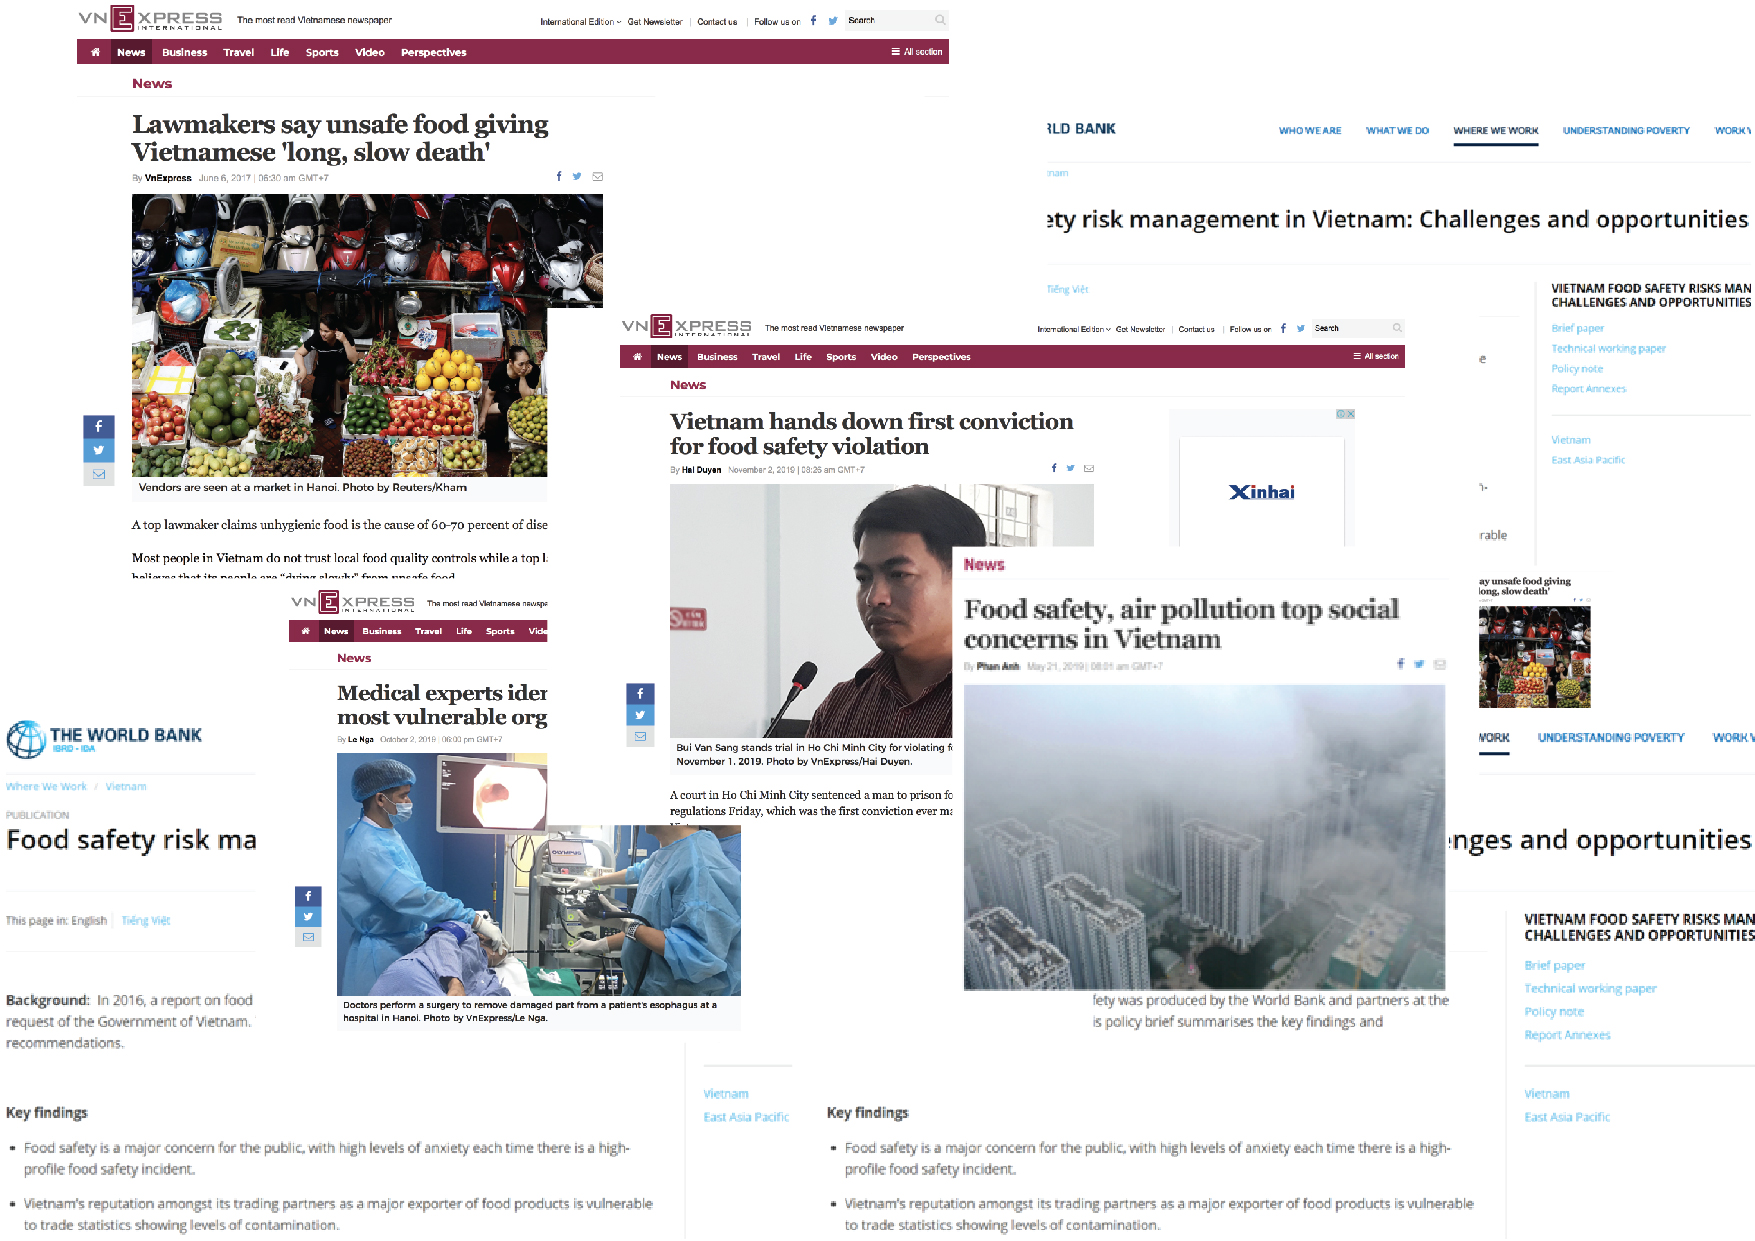 VNEXPRESS
INTERNATIONAL
The most read Vietnamese newspaper
International Edition Get Newsletter | Contact us | Follow us on
Search
News Business Travel Life Sports Video Perspectives
All section
News
Lawmakers say unsafe food giving
Vietnamese 'long, slow death'
By VnExpress June 6, 2017 | 06:30 am GMT+7
Vendors are seen at a market in Hanoi. Photo by Reuters/Kham
A top lawmaker claims unhygienic food is the cause of 60-70 percent of dise
Most people in Vietnam do not trust local food quality controls while a top l
believes that its people are "dying slowly" from unsafe food
RLD BANK
WHO WE ARE WHAT WE DO WHERE WE WORK UNDERSTANDING POVERTY WORK
nam
ety risk management in Vietnam: Challenges and opportunities
Tiếng Việt
VIETNAM FOOD SAFETY RISKS MAN
CHALLENGES AND OPPORTUNITIES
Brief paper
Technical working paper
Policy note
Report Annexes
Vietnam
East Asia Pacific
e
h-
rable
VNEXPRESS
INTERNATIONAL
The most read Vietnamese newspaper
International Edition Get Newsletter | Contact us | Follow us on
Search
News Business Travel Life Sports Video Perspectives
All section
News
Vietnam hands down first conviction
for food safety violation
By Hai Duyen November 2, 2019 | 08:26 am GMT+7
Xinhai
Bui Van Sang stands trial in Ho Chi Minh City for violating f
November 1, 2019. Photo by VnExpress/Hai Duyen.
A court in Ho Chi Minh City sentenced a man to prison fo
regulations Friday, which was the first conviction ever ma
News
Food safety, air pollution top social
concerns in Vietnam
By Phan Anh May 21, 2019 | 08:01 am GMT+7
ay unsafe food giving
long, slow death'
VNEXPRESS
INTERNATIONAL
The most read Vietnamese newspa
News Business Travel Life Sports Vide
News
Medical experts iden
most vulnerable org
By Le Nga October 2, 2019 | 06:00 pm GMT+7
OLYMPUS
Doctors perform a surgery to remove damaged part from a patient's esophagus at a
hospital in Hanoi. Photo by VnExpress/Le Nga.
THE WORLD BANK
IBRD • IDA
WORK UNDERSTANDING POVERTY WORK
Where We Work / Vietnam
PUBLICATION
Food safety risk ma
enges and opportunities
This page in: English Tiếng Việt
VIETNAM FOOD SAFETY RISKS MAN
CHALLENGES AND OPPORTUNITIES
Brief paper
Technical working paper
Policy note
Report Annexes
Background: In 2016, a report on food
request of the Government of Vietnam.
recommendations.
fety was produced by the World Bank and partners at the
is policy brief summarises the key findings and
Vietnam
East Asia Pacific
Vietnam
East Asia Pacific
Key findings
• Food safety is a major concern for the public, with high levels of anxiety each time there is a high-
profile food safety incident.
• Vietnam's reputation amongst its trading partners as a major exporter of food products is vulnerable
to trade statistics showing levels of contamination.
Key findings
• Food safety is a major concern for the public, with high levels of anxiety each time there is a high-
profile food safety incident.
• Vietnam's reputation amongst its trading partners as a major exporter of food products is vulnerable
to trade statistics showing levels of contamination.